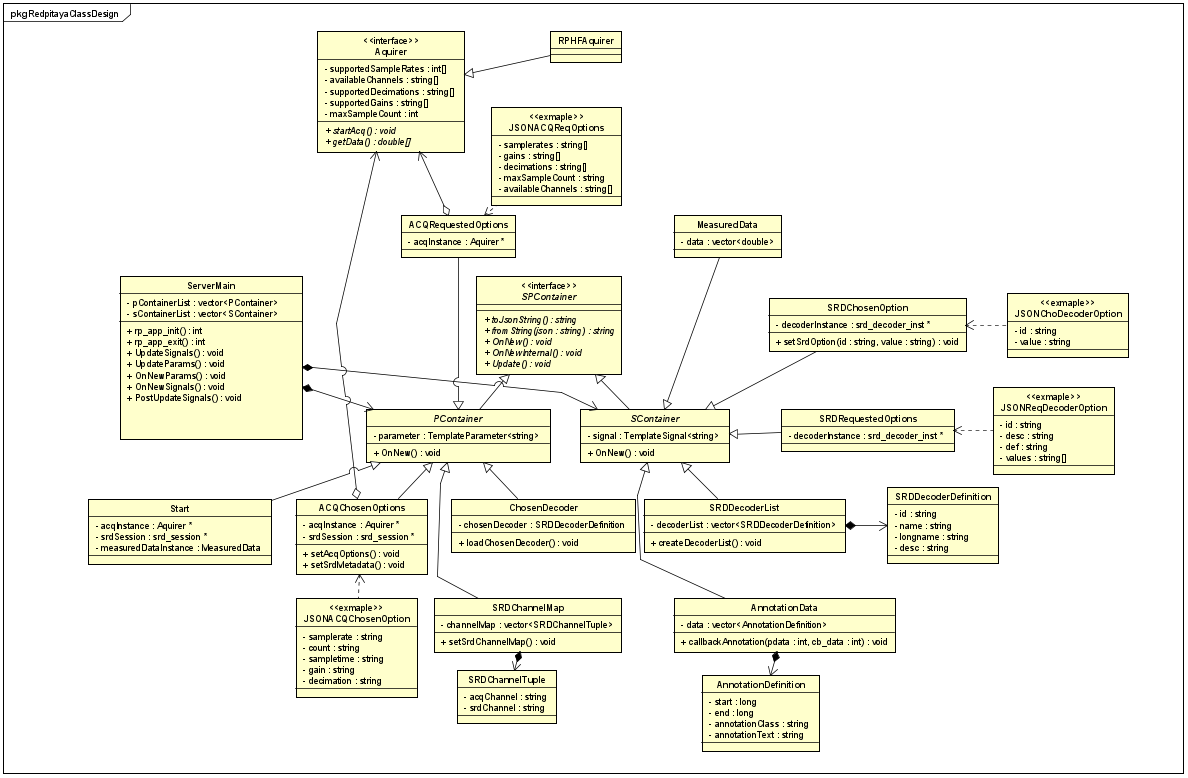 pkg RedpitayaClassDesign
<<interface>>
Aquirer
- supportedSampleRates : int[]
- availableChannels : string[]
- supportedDecimations : string[]
- supportedGains : string[]
- maxSampleCount : int
+ startAcq() : void
+ getData() : double[]
RPHFAquirer
<<exmaple>>
JSONACQReqOptions
- samplerates : string[]
- gains : string[]
- decimations : string[]
- maxSampleCount : string
- availableChannels : string[]
ACQRequestedOptions
- acqInstance : Aquirer *
MeasuredData
- data : vector<double>
ServerMain
- pContainerList : vector<PContainer>
- sContainerList : vector<SContainer>
+ rp_app_init() : int
+ rp_app_exit() : int
+ UpdateSignals() : void
+ UpdateParams() : void
+ OnNewParams() : void
+ OnNewSignals() : void
+ PostUpdateSignals() : void
<<interface>>
SPContainer
+ toJsonString() : string
+ from String(json : string) : string
+ OnNew() : void
+ OnNewInternal() : void
+ Update() : void
SRDChosenOption
- decoderInstance : srd_decoder_inst *
+ setSrdOption(id : string, value : string) : void
<<exmaple>>
JSONChoDecoderOption
- id : string
- value : string
PContainer
- parameter : TemplateParameter<string>
+ OnNew() : void
SContainer
- signal : TemplateSignal<string>
+ OnNew() : void
SRDRequestedOptions
- decoderInstance : srd_decoder_inst *
<<exmaple>>
JSONReqDecoderOption
- id : string
- desc : string
- def : string
- values : string[]
Start
- acqInstance : Aquirer *
- srdSession : srd_session *
- measuredDataInstance : MeasuredData
ACQChosenOptions
- acqInstance : Aquirer *
- srdSession : srd_session *
+ setAcqOptions() : void
+ setSrdMetadata() : void
ChosenDecoder
- chosenDecoder : SRDDecoderDefinition
+ loadChosenDecoder() : void
SRDDecoderList
- decoderList : vector<SRDDecoderDefinition>
+ createDecoderList() : void
SRDDecoderDefinition
- id : string
- name : string
- longname : string
- desc : string
<<exmaple>>
JSONACQChosenOption
- samplerate : string
- count : string
- sampletime : string
- gain : string
- decimation : string
SRDChannelMap
- channelMap : vector<SRDChannelTuple>
+ setSrdChannelMap() : void
AnnotationData
- data : vector<AnnotationDefinition>
+ callbackAnnotation(pdata : int, cb_data : int) : void
SRDChannelTuple
- acqChannel : string
- srdChannel : string
AnnotationDefinition
- start : long
- end : long
- annotationClass : string
- annotationText : string